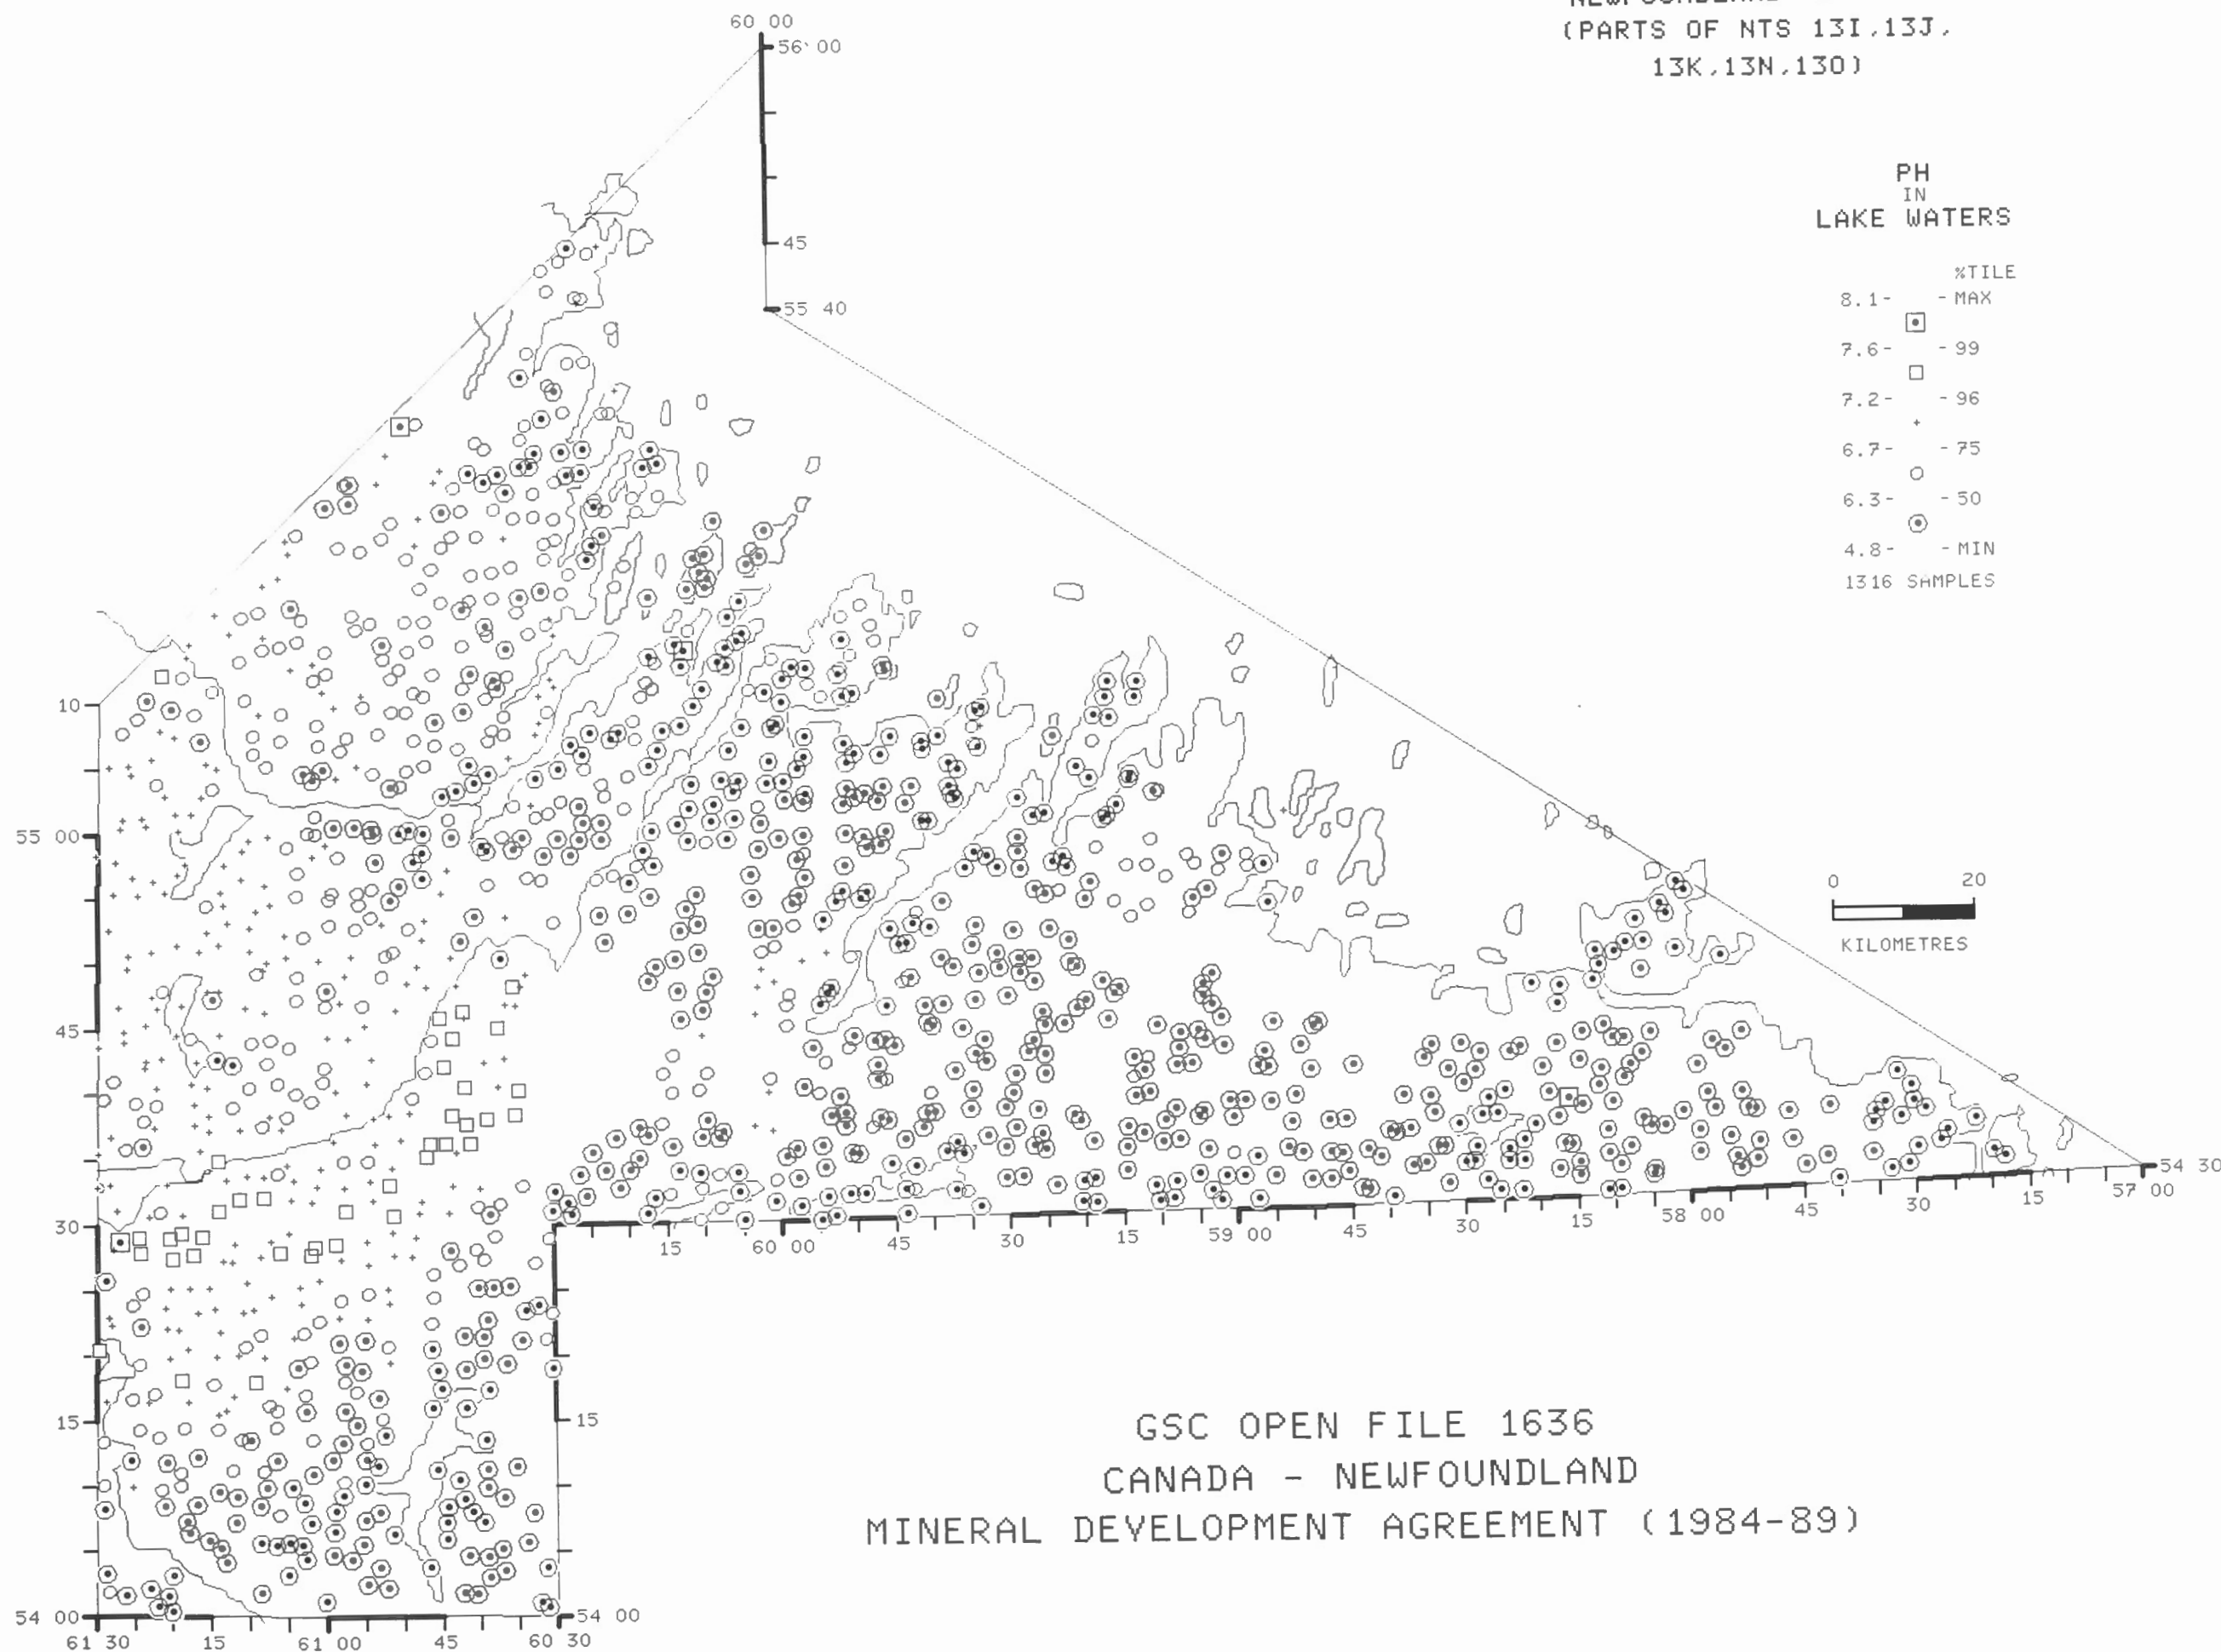 (PARTS OF NTS 13I,13J,
13K,13N,13O)
60 00
56 00
45
55 40
PH
IN
LAKE WATERS
%TILE
8.1- - MAX
7.6- - 99
7.2- - 96
6.7- - 75
6.3- - 50
4.8- - MIN
1316 SAMPLES
10
55 00
45
30
15
54 00
0 20
KILOMETRES
54 30
15
60 00
45
30
15
59 00
45
30
15
58 00
45
30
15
57 00
15
54 00
61 30
15
61 00
45
60 30
GSC OPEN FILE 1636
CANADA - NEWFOUNDLAND
MINERAL DEVELOPMENT AGREEMENT (1984-89)